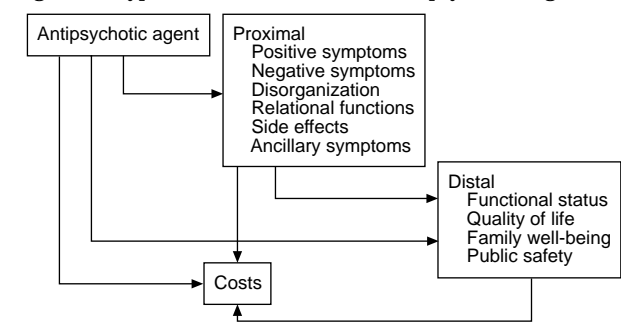 Antipsychotic agent
Proximal
Positive symptoms
Negative symptoms
Disorganization
Relational functions
Side effects
Ancillary symptoms
Distal
Functional status
Quality of life
Family well-being
Public safety
Costs